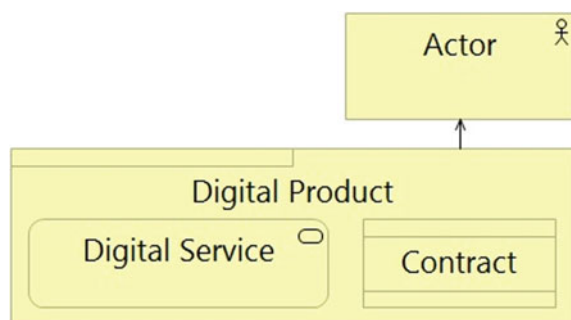 Actor
Digital Product
Digital Service
Contract